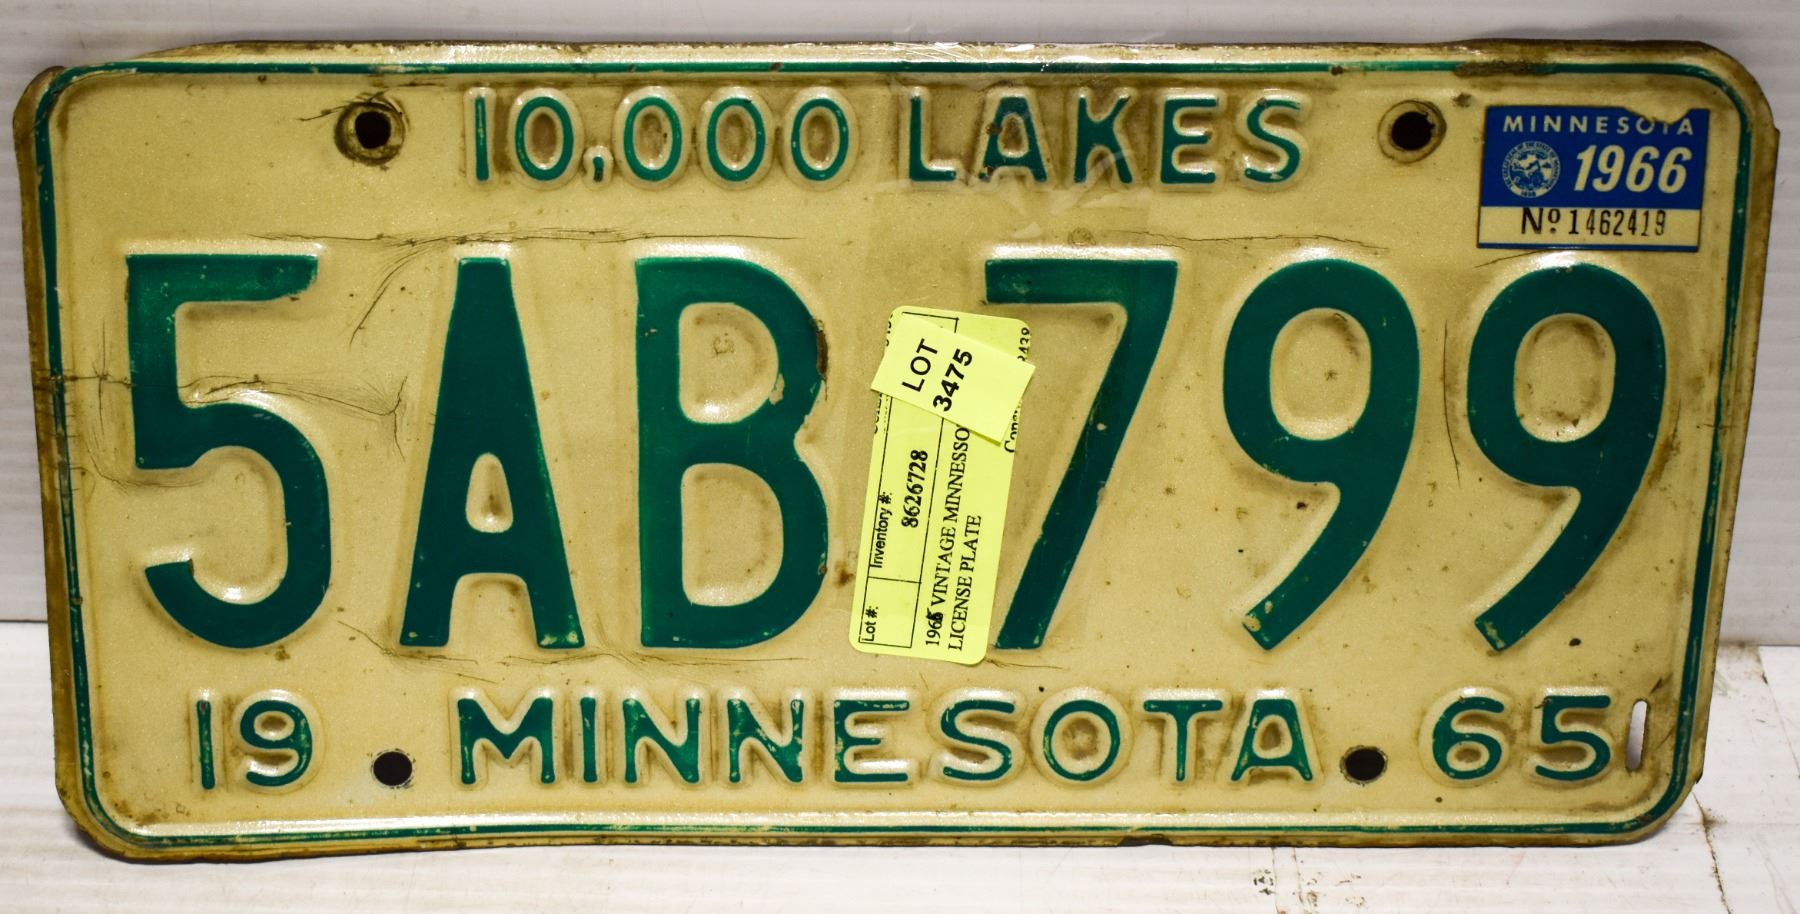 10,000 LAKES
MINNESOTA
1966
Nº 1462419
5AB 799
LOT
3475
Lot #:
Inventory #:
8626728
VINTAGE MINNESSO
LICENSE PLATE
19 MINNESOTA 65